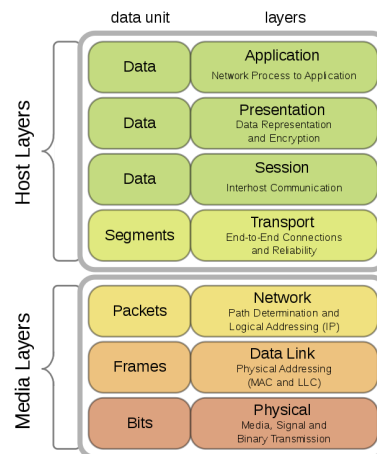 data unit layers
Host Layers
Data
Application
Network Process to Application
Data
Presentation
Data Representation
and Encryption
Data
Session
Interhost Communication
Segments
Transport
End-to-End Connections
and Reliability
Media Layers
Packets
Network
Path Determination and
Logical Addressing (IP)
Frames
Data Link
Physical Addressing
(MAC and LLC)
Bits
Physical
Media, Signal and
Binary Transmission